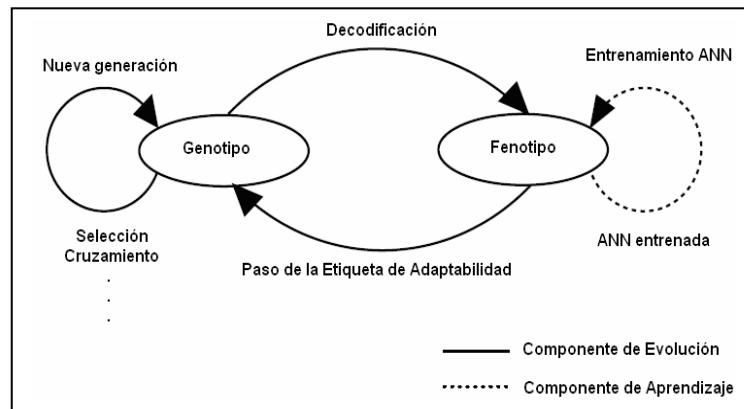 Decodificación
Nueva generación
Entrenamiento ANN
Genotipo
Fenotipo
Selección
Cruzamiento
.
.
.
ANN entrenada
Paso de la Etiqueta de Adaptabilidad
Componente de Evolución
Componente de Aprendizaje